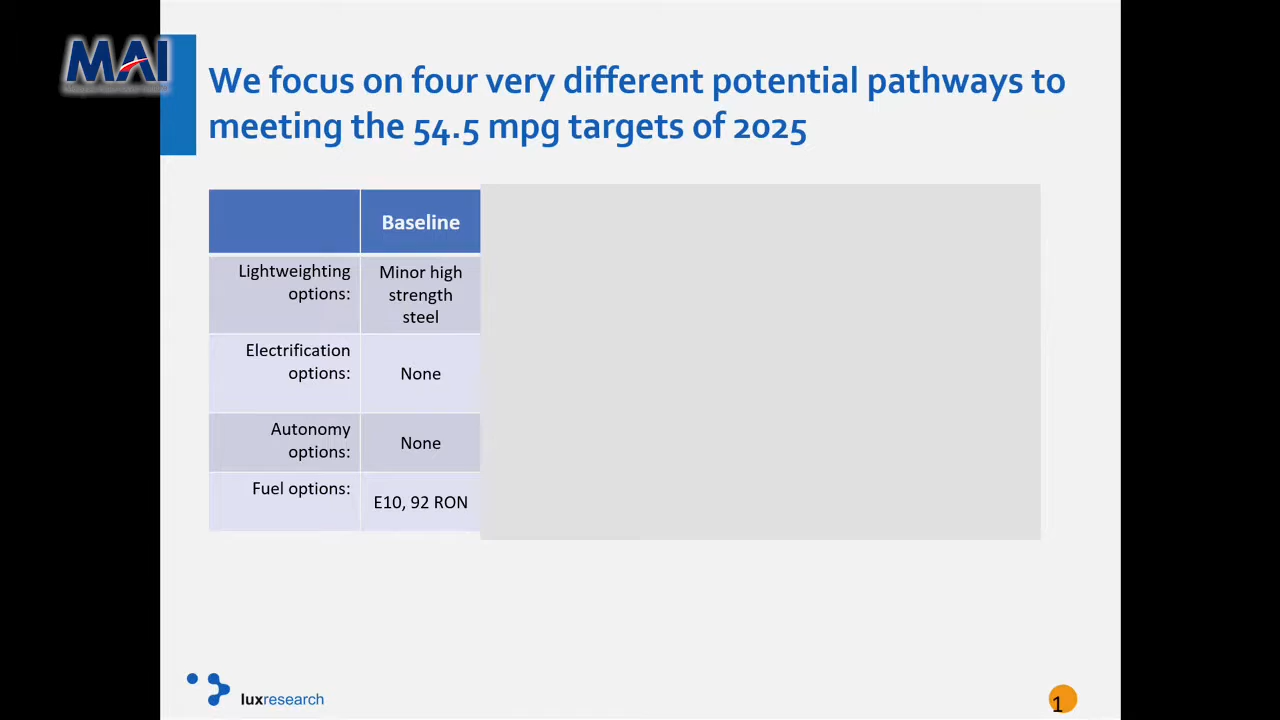 MAI
We focus on four very different potential pathways to
meeting the 54.5 mpg targets of 2025
Baseline
Lightweighting
options:
Minor high
strength
steel
Electrification
options:
None
Autonomy
options:
None
Fuel options:
E10, 92 RON
luxresearch
1